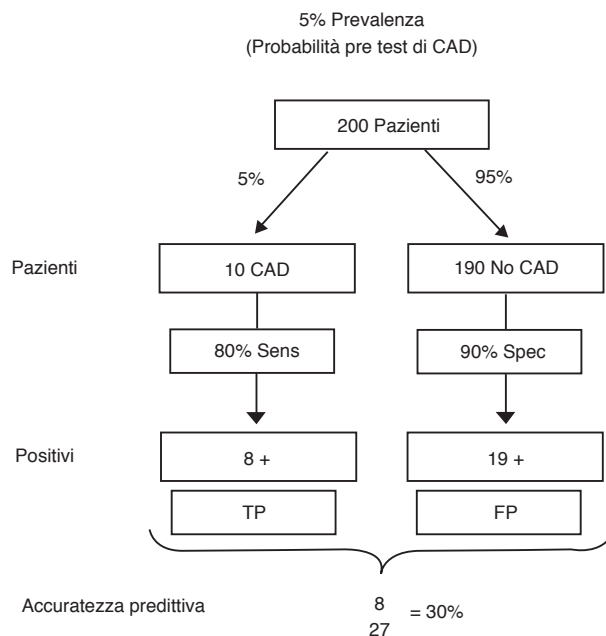 5% Prevalenza
(Probabilità pre test di CAD)
200 Pazienti
5%
95%
Pazienti
10 CAD
190 No CAD
80% Sens
90% Spec
Positivi
8 +
19 +
TP
FP
Accuratezza predittiva
8
27
= 30%